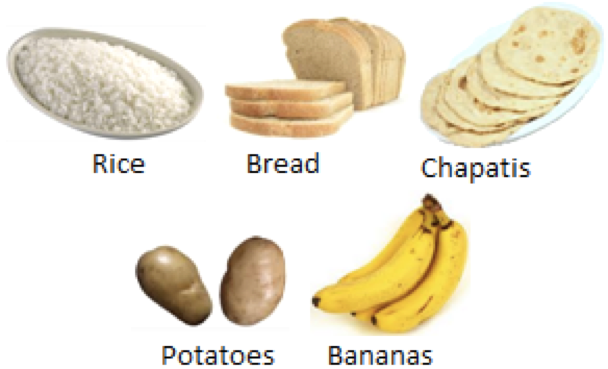 Rice
Bread
Chapatis
Potatoes
Bananas